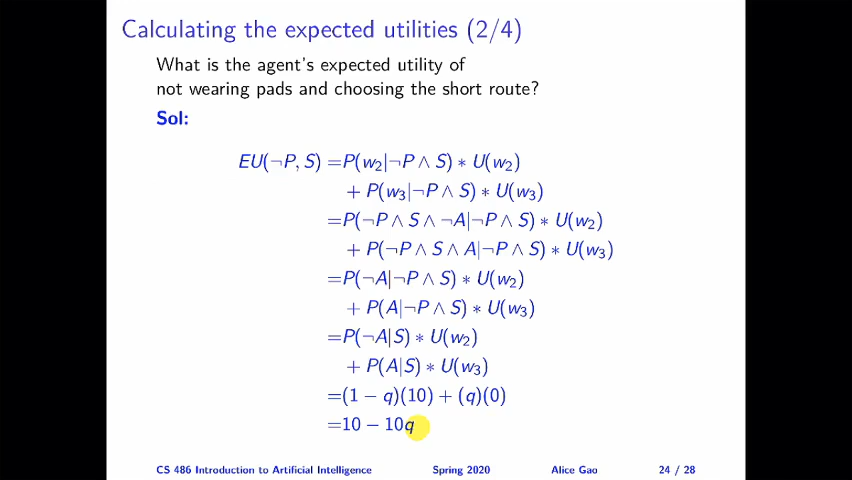 Calculating the expected utilities (2/4)
What is the agent's expected utility of
not wearing pads and choosing the short route?
Sol:
EU(¬P, S) =P(w₂|¬P ∧ S) ∗ U(w₂)
+ P(w₃|¬P ∧ S) ∗ U(w₃)
=P(¬P ∧ S ∧ ¬A|¬P ∧ S) ∗ U(w₂)
+ P(¬P ∧ S ∧ A|¬P ∧ S) ∗ U(w₃)
=P(¬A|¬P ∧ S) ∗ U(w₂)
+ P(A|¬P ∧ S) ∗ U(w₃)
=P(¬A|S) ∗ U(w₂)
+ P(A|S) ∗ U(w₃)
=(1 − q)(10) + (q)(0)
=10 − 10q
CS 486 Introduction to Artificial Intelligence Spring 2020 Alice Gao 24 / 28